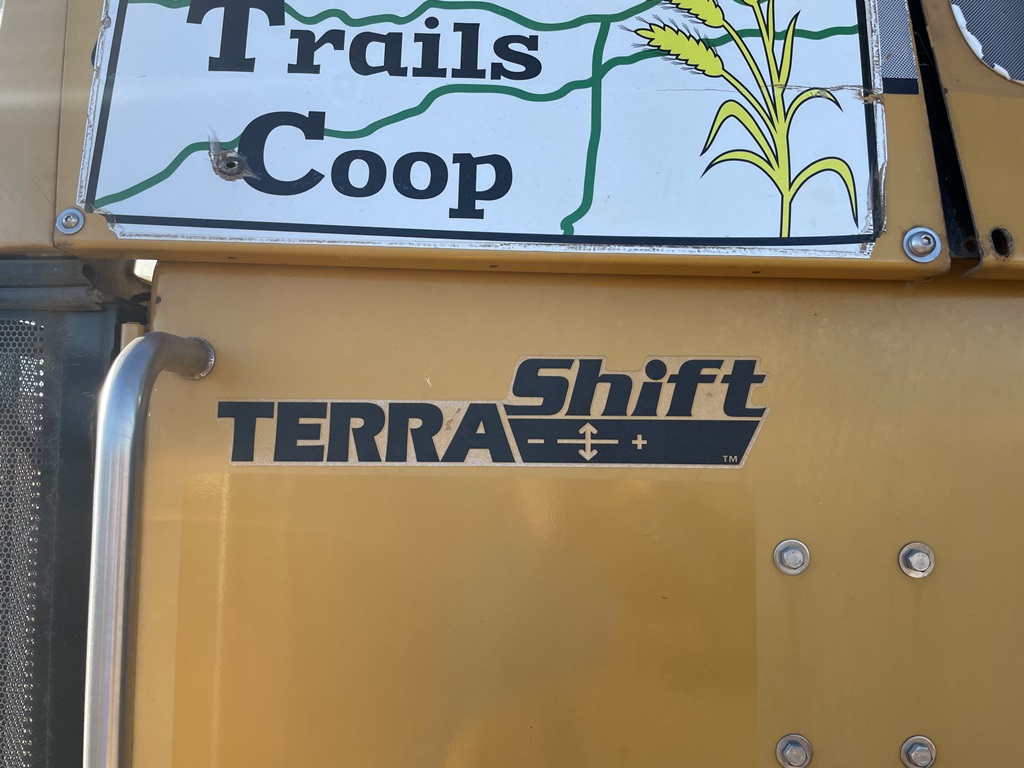 Trails
Coop
TERRA Shift
- +
TM